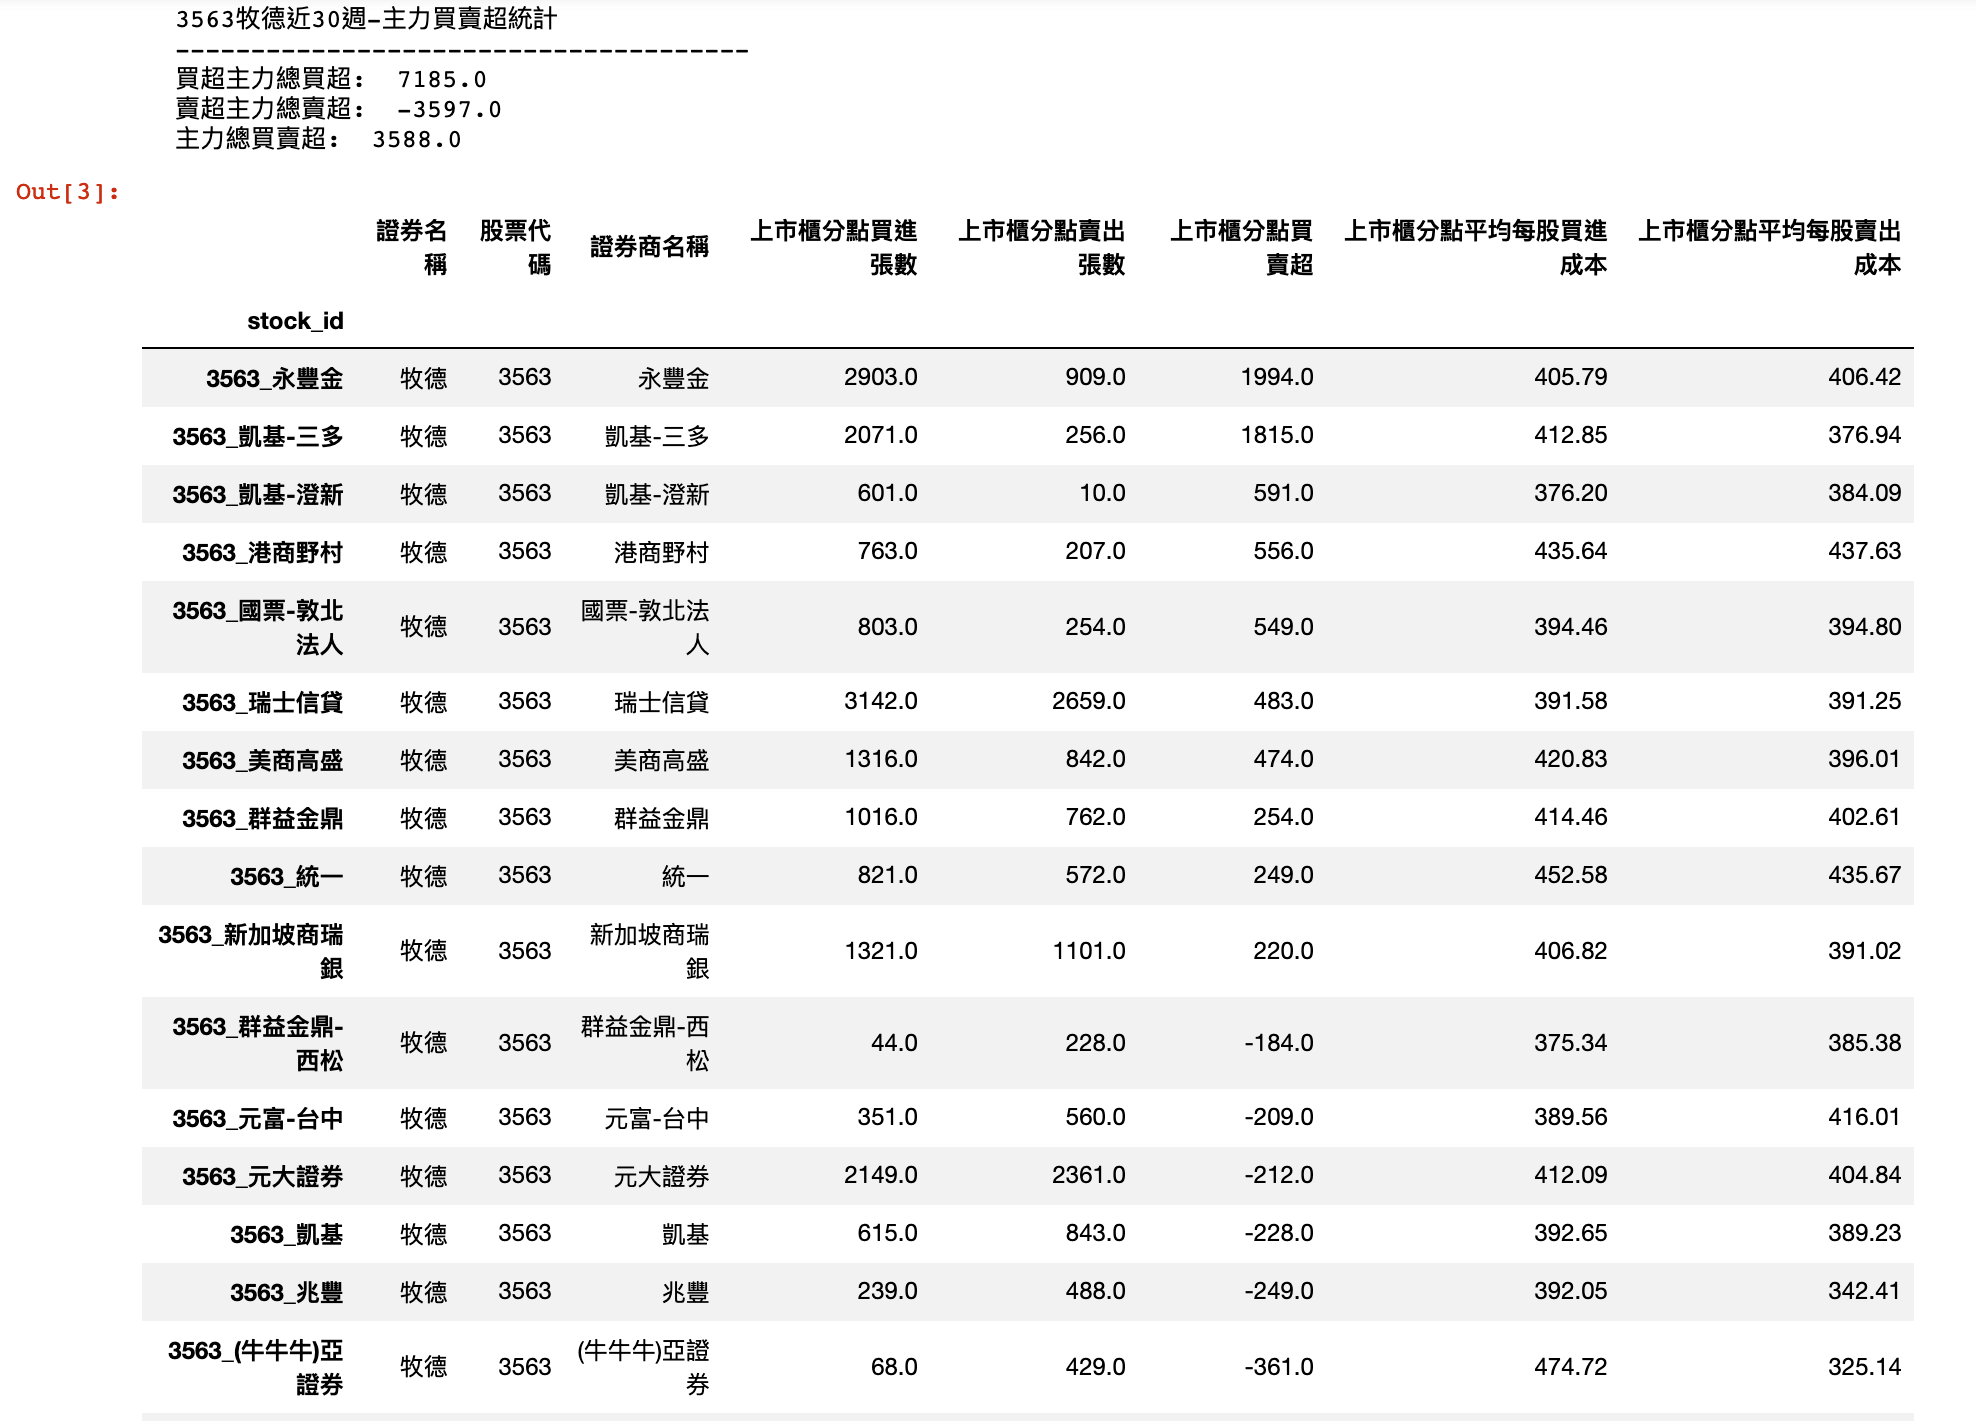 3563牧德近30週-主力買賣超統計
--------------------------------------
買超主力總買超： 7185.0
賣超主力總賣超： -3597.0
主力總買賣超： 3588.0
Out[3]:
證券名稱 股票代碼 證券商名稱 上市櫃分點買進張數 上市櫃分點賣出張數 上市櫃分點買賣超 上市櫃分點平均每股買進成本 上市櫃分點平均每股賣出成本
stock_id
3563_永豐金 牧德 3563 永豐金 2903.0 909.0 1994.0 405.79 406.42
3563_凱基-三多 牧德 3563 凱基-三多 2071.0 256.0 1815.0 412.85 376.94
3563_凱基-澄新 牧德 3563 凱基-澄新 601.0 10.0 591.0 376.20 384.09
3563_港商野村 牧德 3563 港商野村 763.0 207.0 556.0 435.64 437.63
3563_國票-敦北法人 牧德 3563 國票-敦北法人 803.0 254.0 549.0 394.46 394.80
3563_瑞士信貸 牧德 3563 瑞士信貸 3142.0 2659.0 483.0 391.58 391.25
3563_美商高盛 牧德 3563 美商高盛 1316.0 842.0 474.0 420.83 396.01
3563_群益金鼎 牧德 3563 群益金鼎 1016.0 762.0 254.0 414.46 402.61
3563_統一 牧德 3563 統一 821.0 572.0 249.0 452.58 435.67
3563_新加坡商瑞銀 牧德 3563 新加坡商瑞銀 1321.0 1101.0 220.0 406.82 391.02
3563_群益金鼎-西松 牧德 3563 群益金鼎-西松 44.0 228.0 -184.0 375.34 385.38
3563_元富-台中 牧德 3563 元富-台中 351.0 560.0 -209.0 389.56 416.01
3563_元大證券 牧德 3563 元大證券 2149.0 2361.0 -212.0 412.09 404.84
3563_凱基 牧德 3563 凱基 615.0 843.0 -228.0 392.65 389.23
3563_兆豐 牧德 3563 兆豐 239.0 488.0 -249.0 392.05 342.41
3563_(牛牛牛)亞證券 牧德 3563 (牛牛牛)亞證券 68.0 429.0 -361.0 474.72 325.14